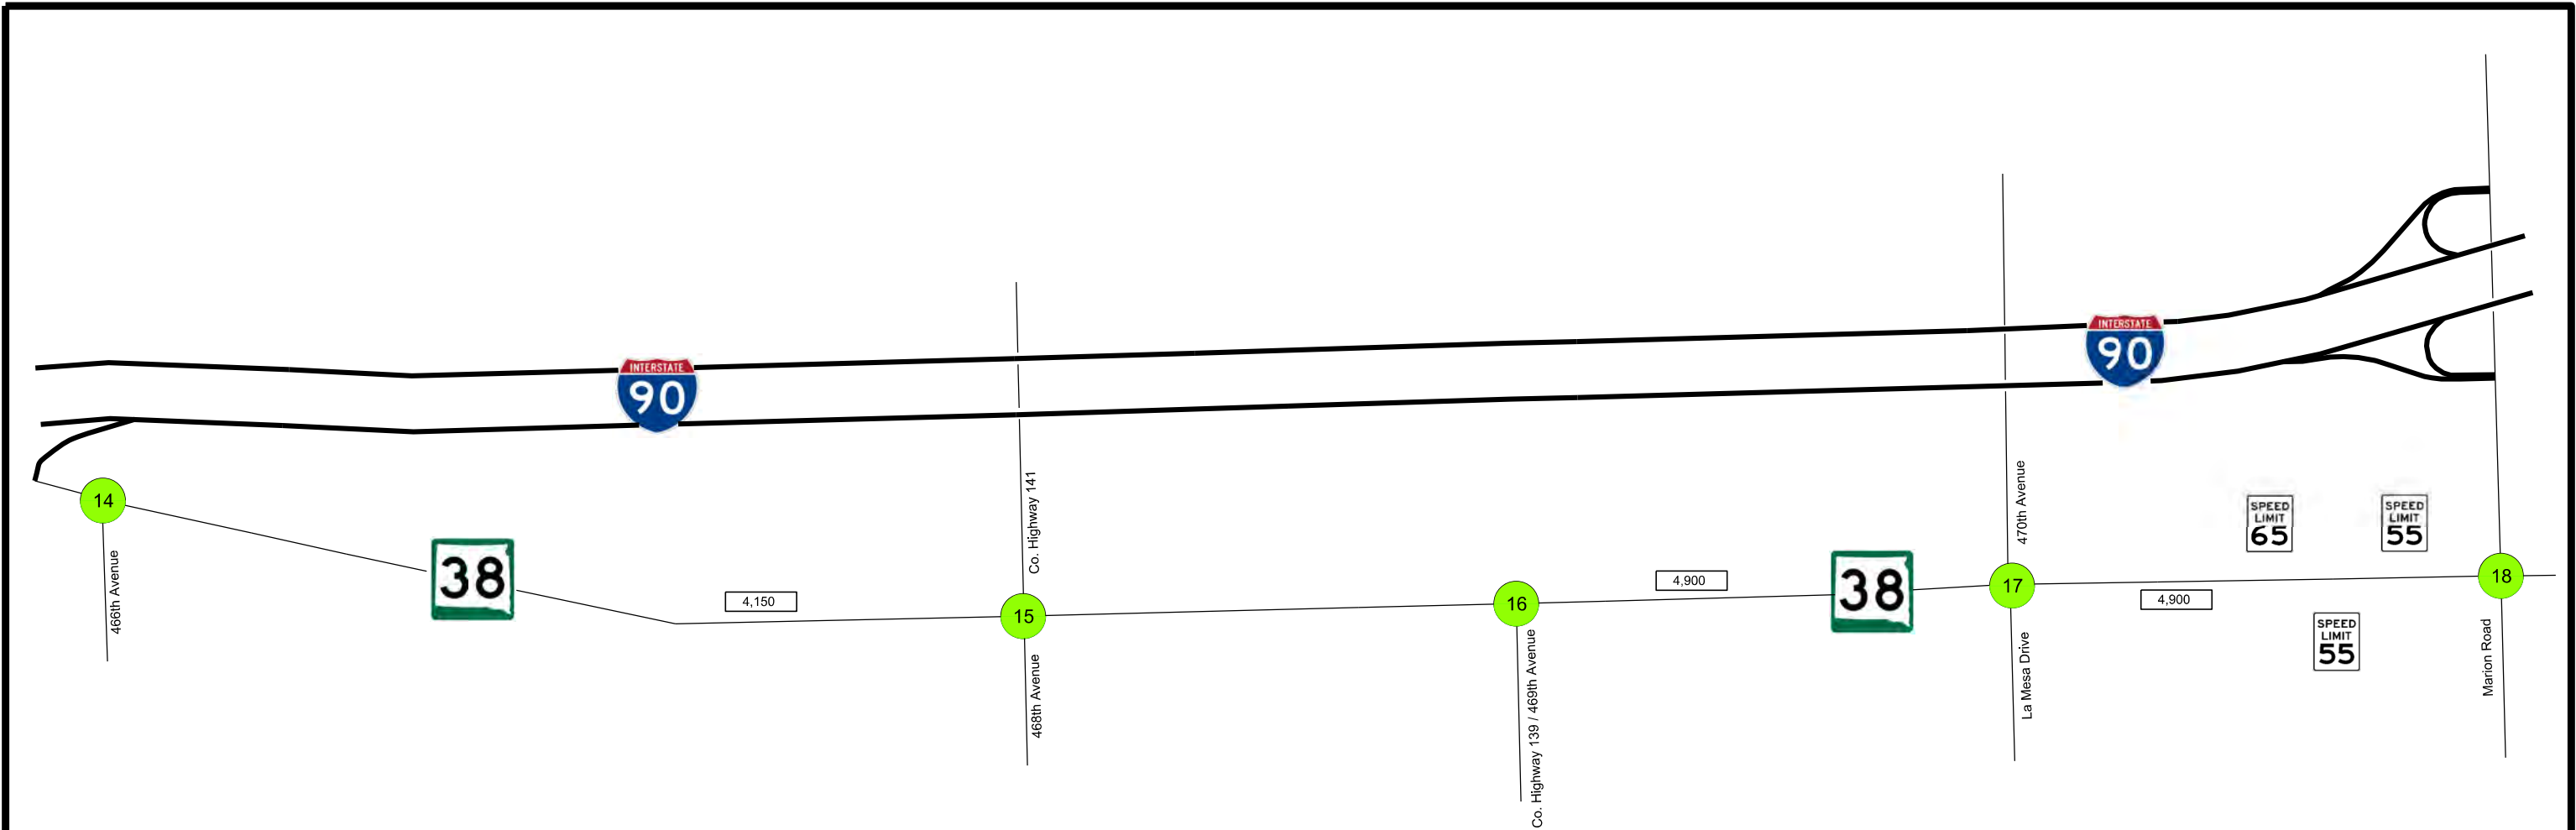 INTERSTATE
90
INTERSTATE
90
Co. Highway 141
470th Avenue
SPEED
LIMIT
65
SPEED
LIMIT
55
14
466th Avenue
38
4,150
15
468th Avenue
16
Co. Highway 139 / 469th Avenue
4,900
38
17
La Mesa Drive
4,900
SPEED
LIMIT
55
18
Marion Road